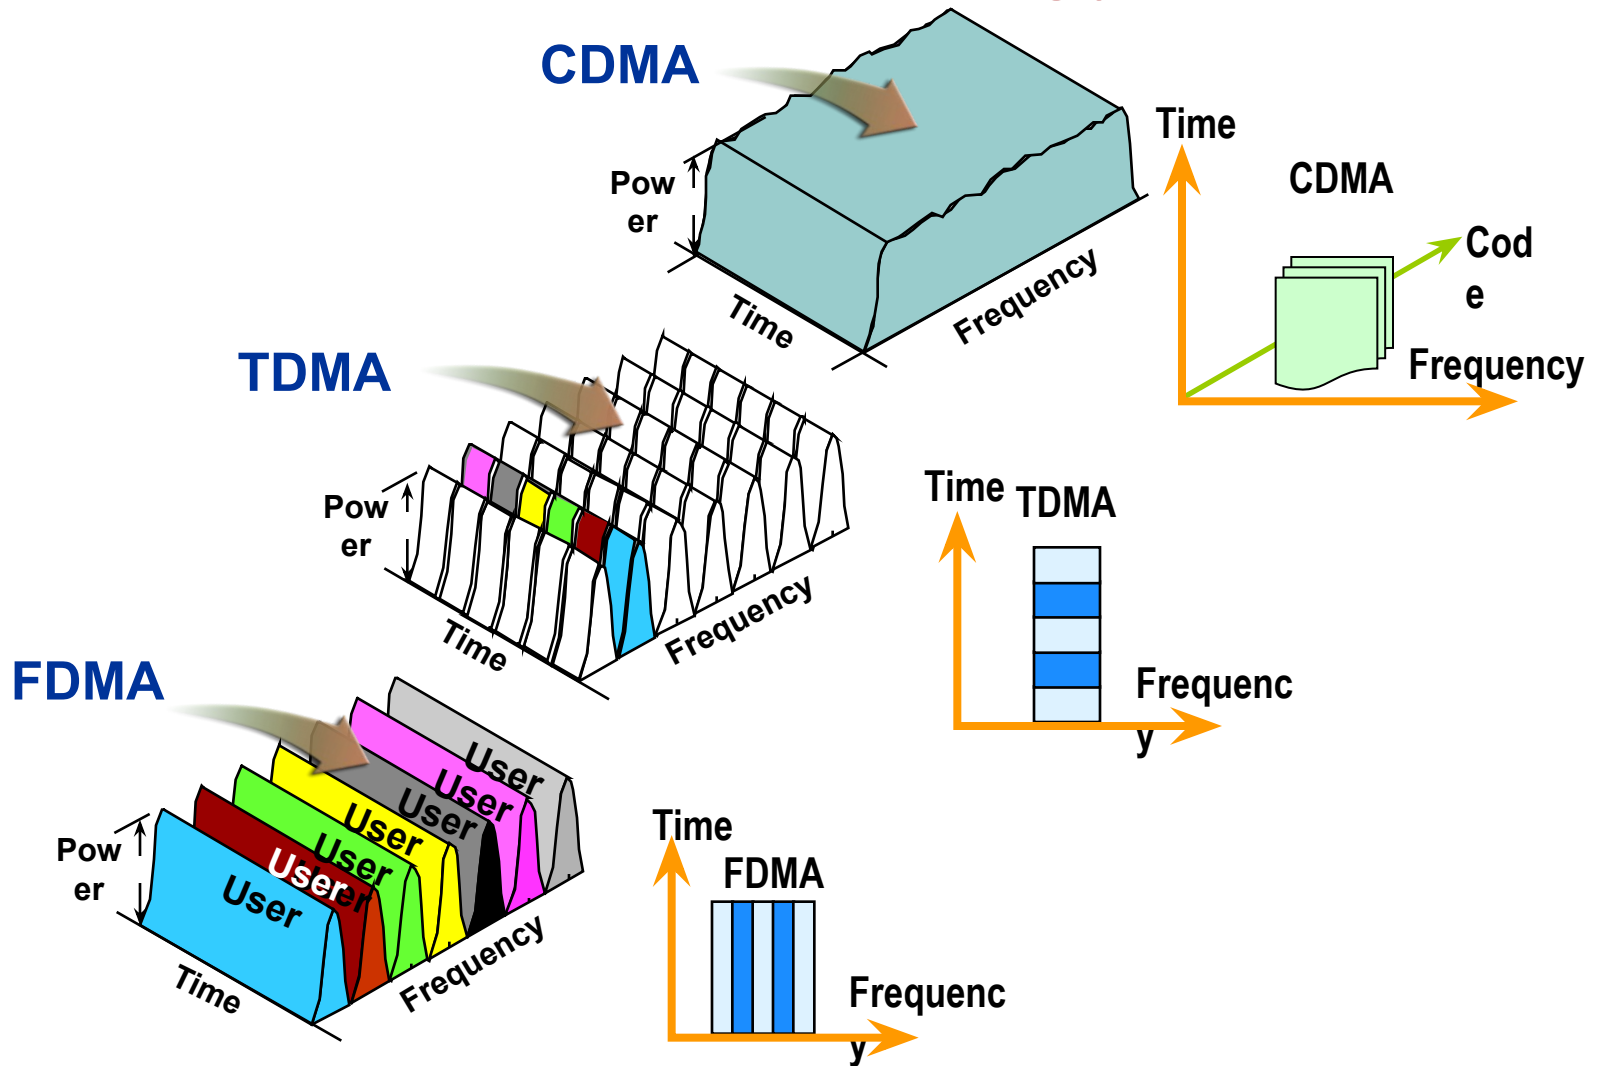 CDMA
Pow
er
Time
Frequency
Time
CDMA
Cod
e
Frequency
TDMA
Pow
er
Time
Frequency
Time
TDMA
Frequenc
y
FDMA
Pow
er
User
User
User
User
User
User
User
User
Time
Frequency
Time
FDMA
Frequenc
y